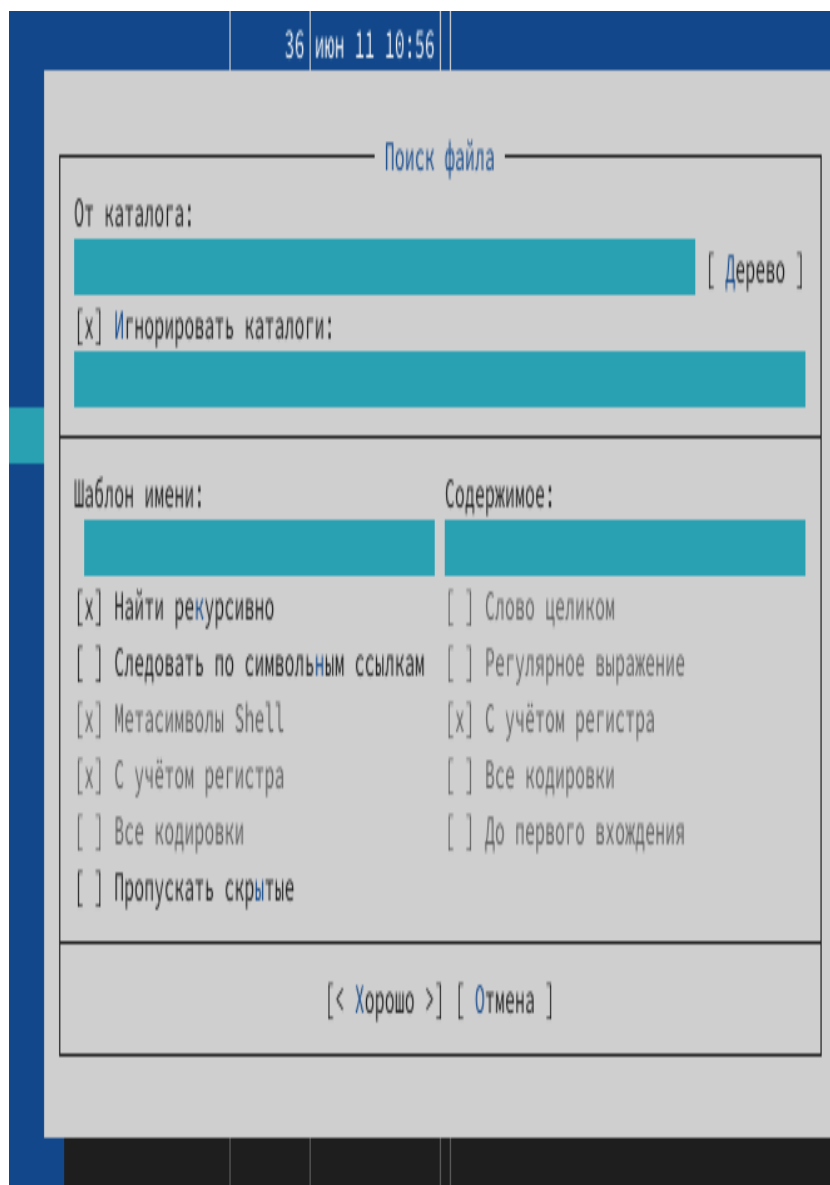 36 июн 11 10:56
Поиск файла
От каталога:
[ Дерево ]
[x] Игнорировать каталоги:
Шаблон имени: Содержимое:
[x] Найти рекурсивно [ ] Слово целиком
[ ] Следовать по символьным ссылкам [ ] Регулярное выражение
[x] Метасимволы Shell [x] С учётом регистра
[x] С учётом регистра [ ] Все кодировки
[ ] Все кодировки [ ] До первого вхождения
[ ] Пропускать скрытые
[< Хорошо >] [ Отмена ]